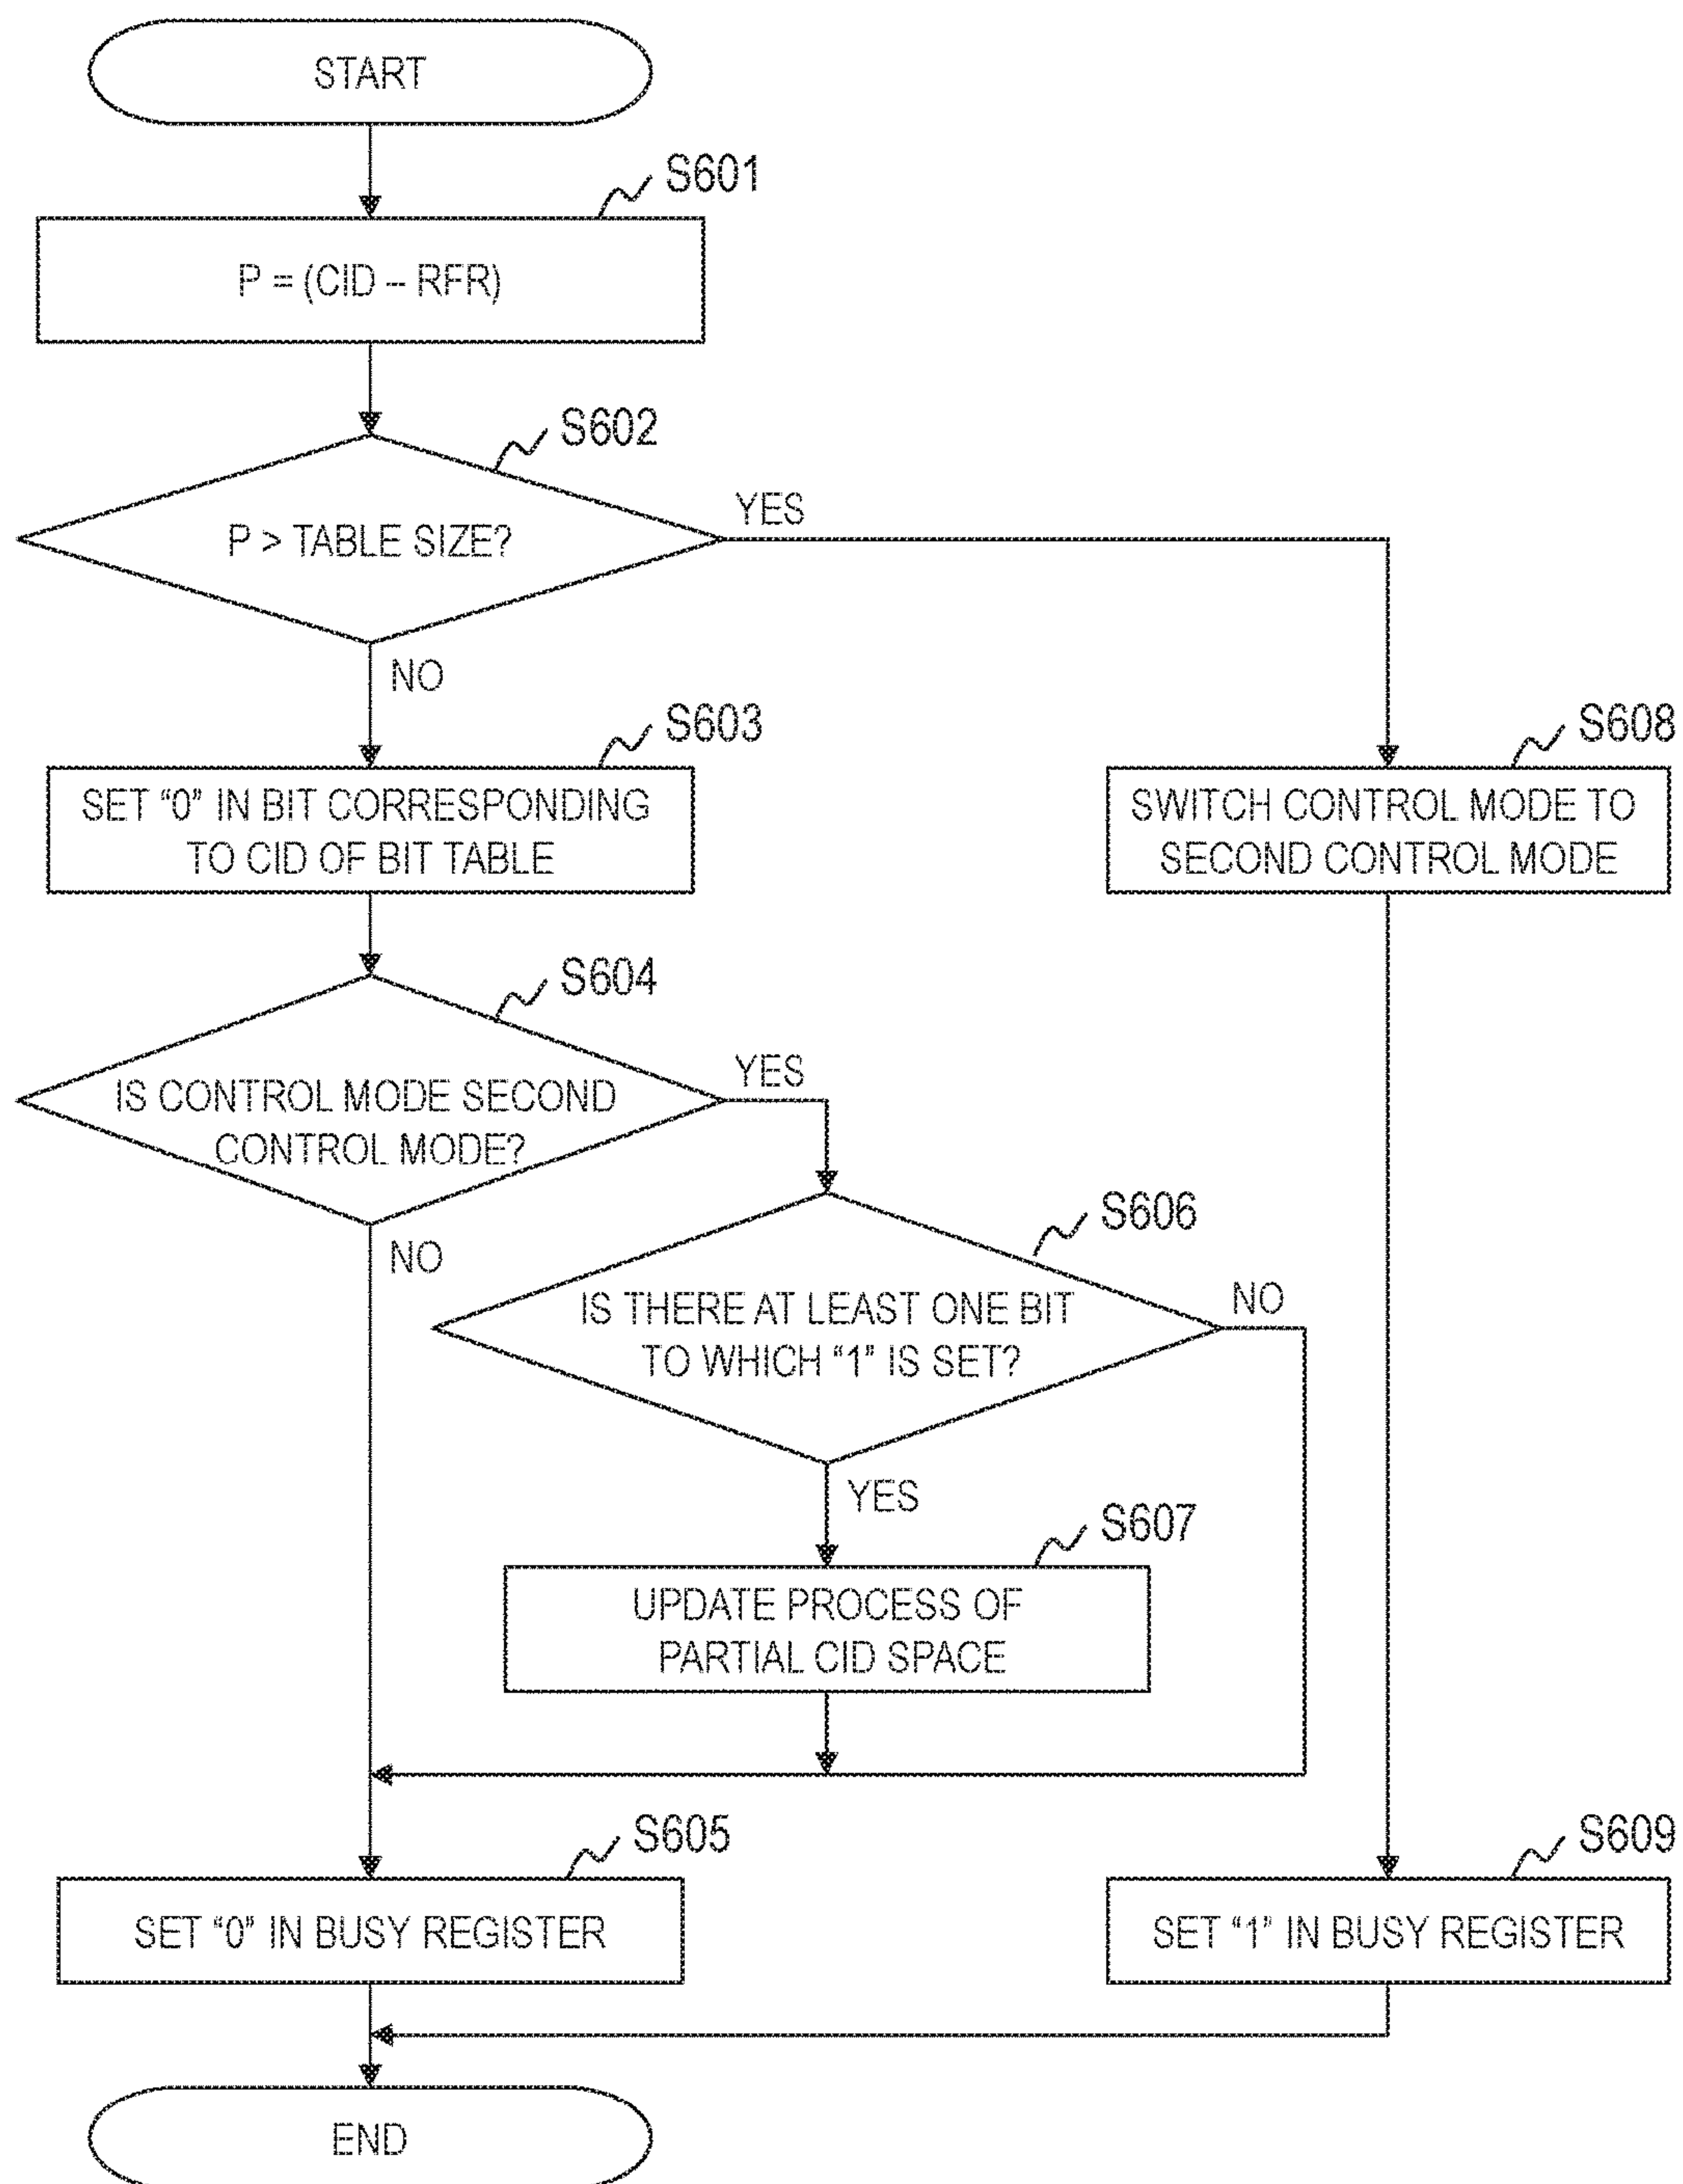 START
S601
P = (CID -- RFR)
S602
P > TABLE SIZE?
YES
NO
S603
SET “0” IN BIT CORRESPONDING
TO CID OF BIT TABLE
S608
SWITCH CONTROL MODE TO
SECOND CONTROL MODE
S604
IS CONTROL MODE SECOND
CONTROL MODE?
YES
NO
S606
IS THERE AT LEAST ONE BIT
TO WHICH “1” IS SET?
NO
YES
S607
UPDATE PROCESS OF
PARTIAL CID SPACE
S605
SET “0” IN BUSY REGISTER
S609
SET “1” IN BUSY REGISTER
END